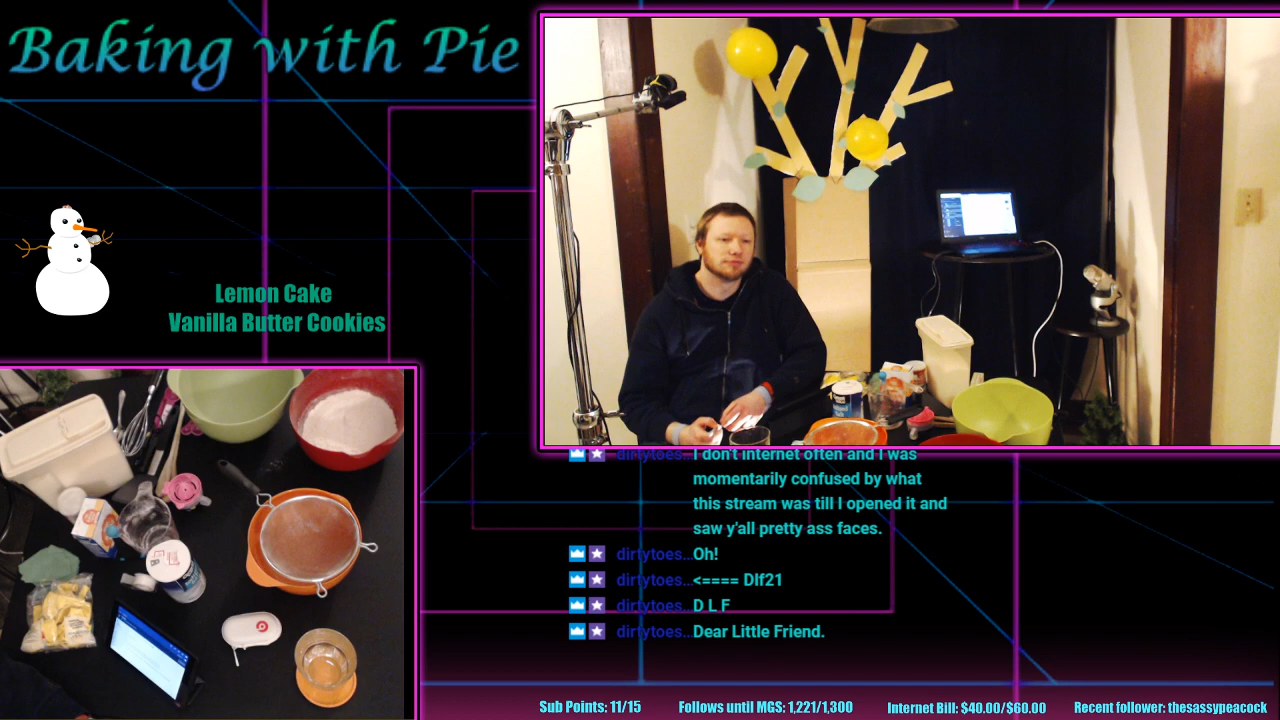 Baking with Pie
Lemon Cake
Vanilla Butter Cookies
dirtytoes... I don't internet often and I was
momentarily confused by what
this stream was till I opened it and
saw y'all pretty ass faces.
dirtytoes... Oh!
dirtytoes... <==== Dlf21
dirtytoes... D L F
dirtytoes... Dear Little Friend.
Sub Points: 11/15 Follows until MGS: 1,221/1,300 Internet Bill: $40.00/$60.00 Recent follower: thesassypeacock